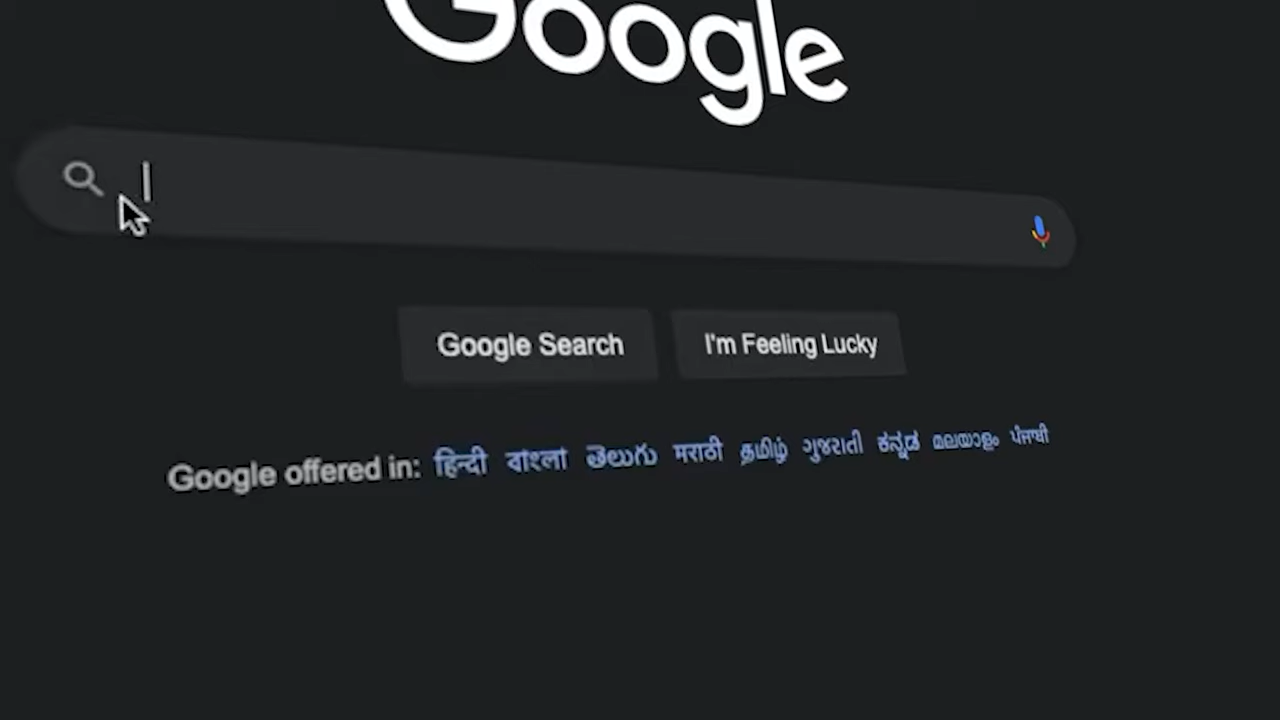 Google
Google Search
I'm Feeling Lucky
Google offered in: हिन्दी বাংলা తెలుగు मराठी தமிழ் ગુજરાતી ಕನ್ನಡ മലയാളം ਪੰਜਾਬੀ